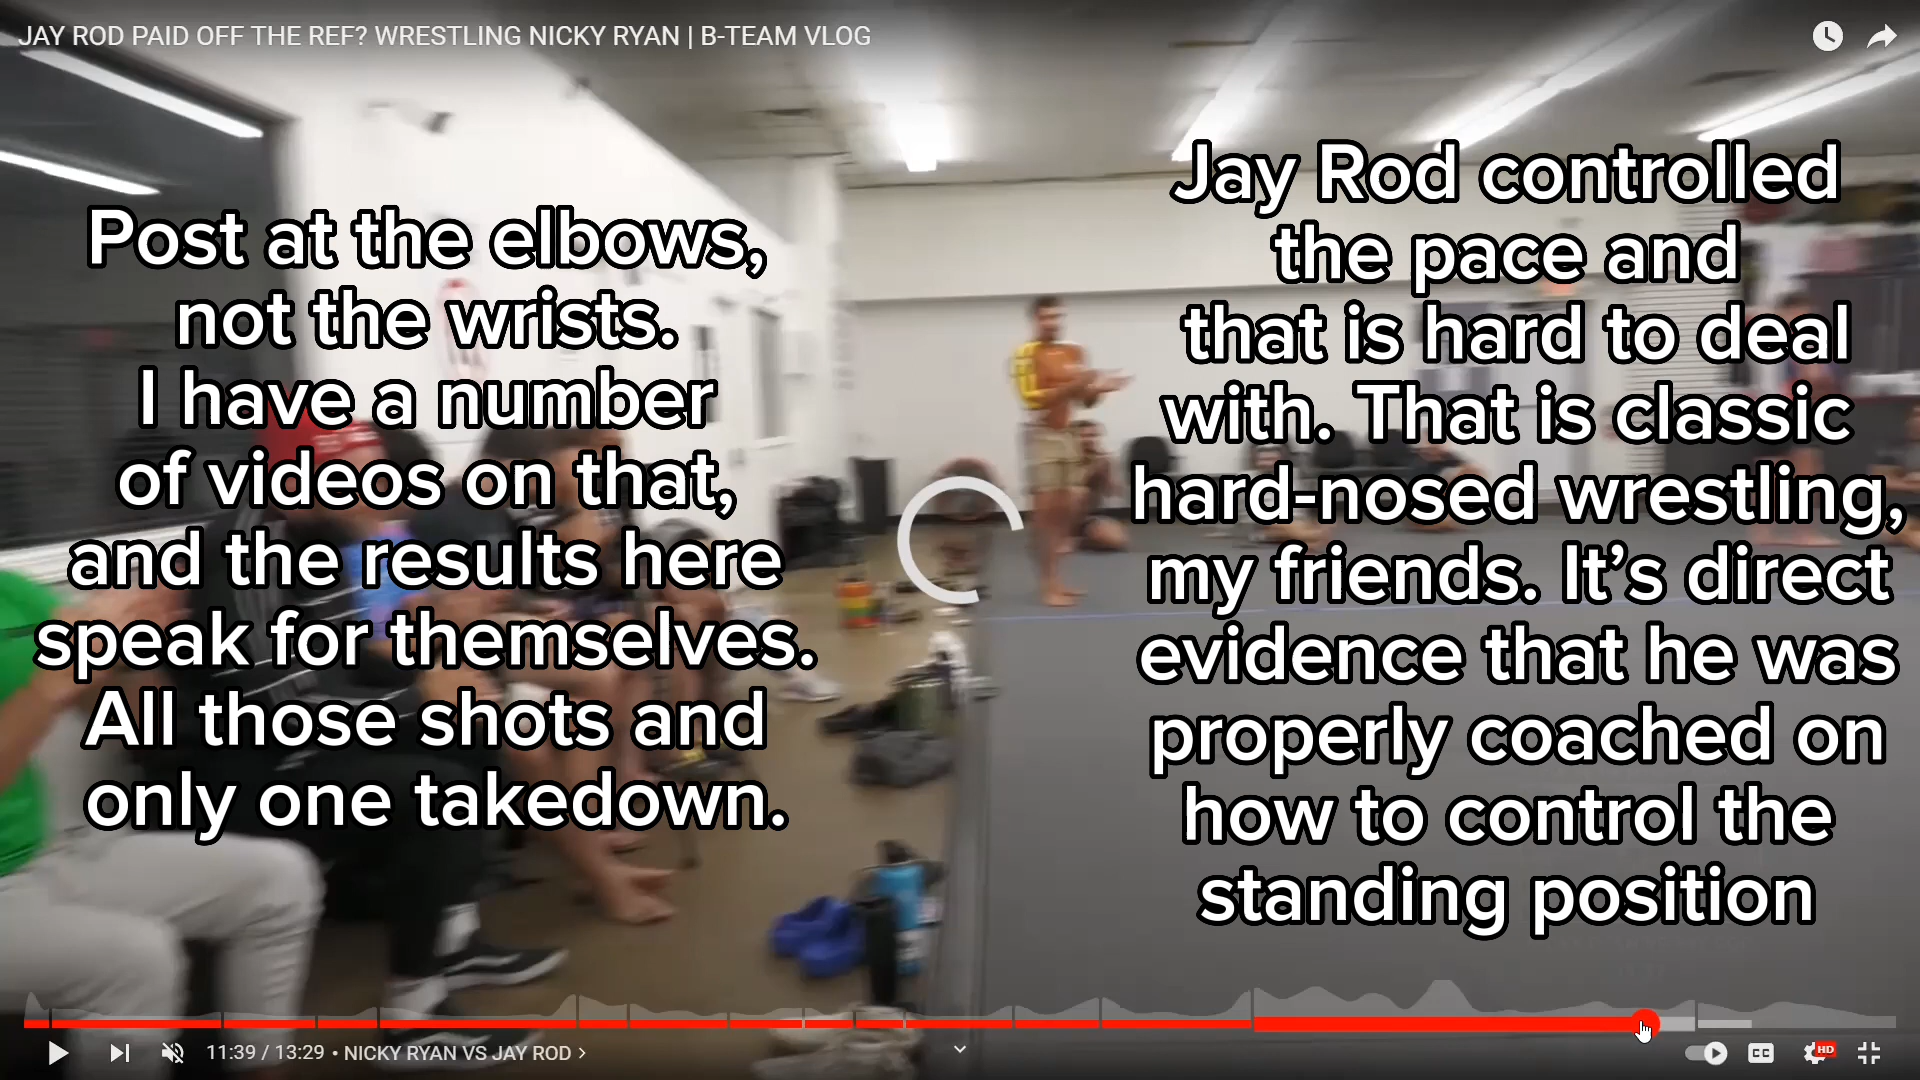 JAY ROD PAID OFF THE REF? WRESTLING NICKY RYAN | B-TEAM VLOG
Post at the elbows,
not the wrists.
I have a number
of videos on that,
and the results here
speak for themselves.
All those shots and
only one takedown.
Jay Rod controlled
the pace and
that is hard to deal
with. That is classic
hard-nosed wrestling,
my friends. It’s direct
evidence that he was
properly coached on
how to control the
standing position
11:39 / 13:29 • NICKY RYAN VS JAY ROD >
CC
HD